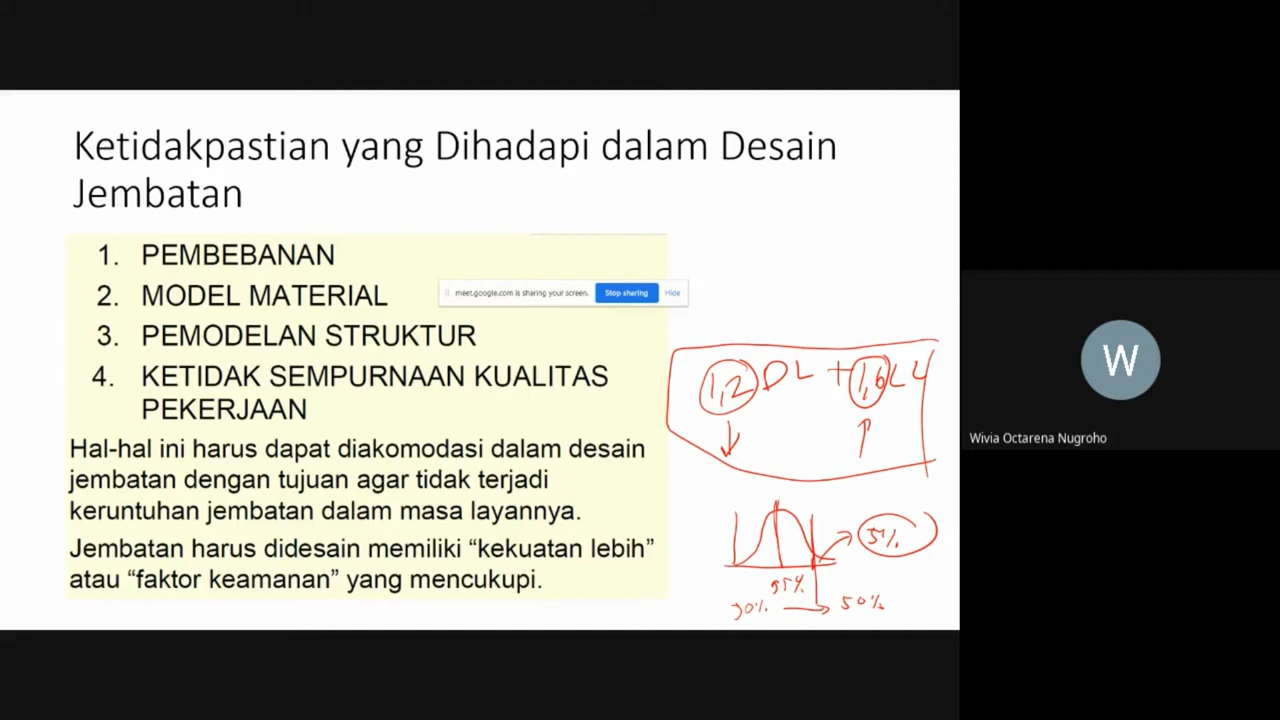 Ketidakpastian yang Dihadapi dalam Desain
Jembatan
1. PEMBEBANAN
2. MODEL MATERIAL
3. PEMODELAN STRUKTUR
4. KETIDAK SEMPURNAAN KUALITAS
PEKERJAAN
Hal-hal ini harus dapat diakomodasi dalam desain
jembatan dengan tujuan agar tidak terjadi
keruntuhan jembatan dalam masa layannya.
Jembatan harus didesain memiliki “kekuatan lebih”
atau “faktor keamanan” yang mencukupi.
meet.google.com is sharing your screen. Stop sharing Hide
1,2 DL + 1,6 LL
5%
95%
50%
W
Wivia Octarena Nugroho